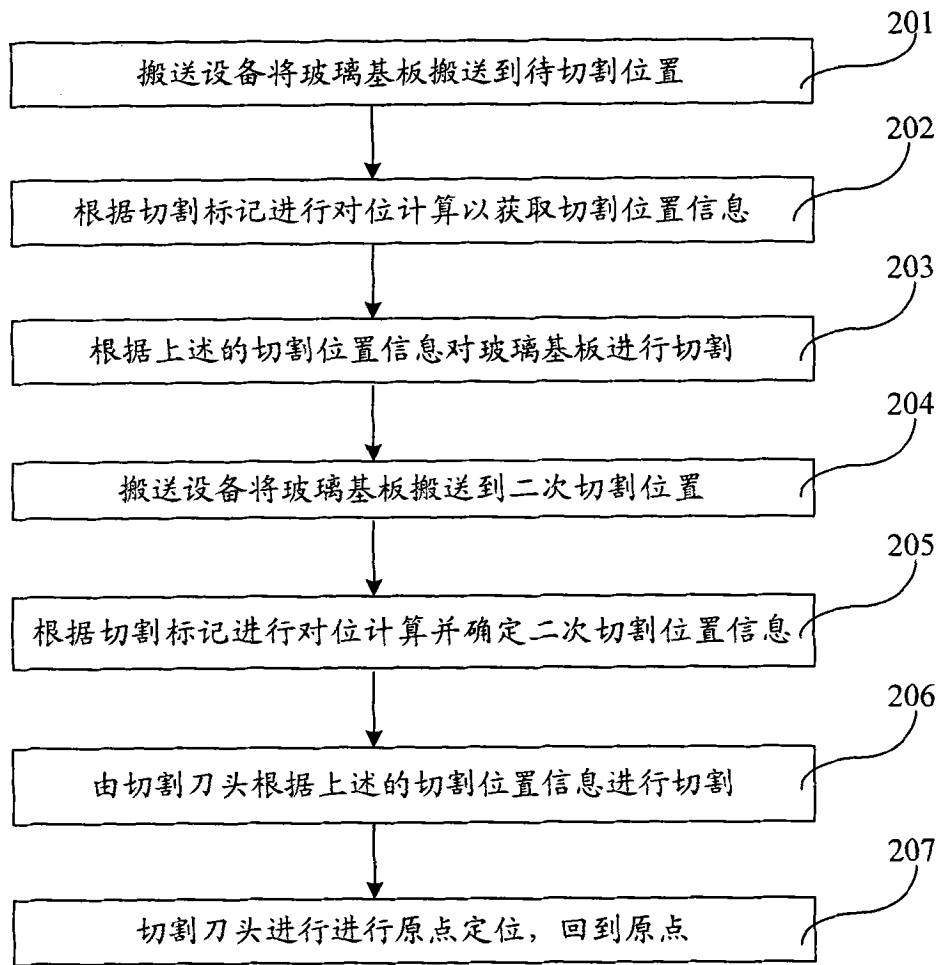 201
搬送设备将玻璃基板搬送到待切割位置
202
根据切割标记进行对位计算以获取切割位置信息
203
根据上述的切割位置信息对玻璃基板进行切割
204
搬送设备将玻璃基板搬送到二次切割位置
205
根据切割标记进行对位计算并确定二次切割位置信息
206
由切割刀头根据上述的切割位置信息进行切割
207
切割刀头进行进行原点定位，回到原点